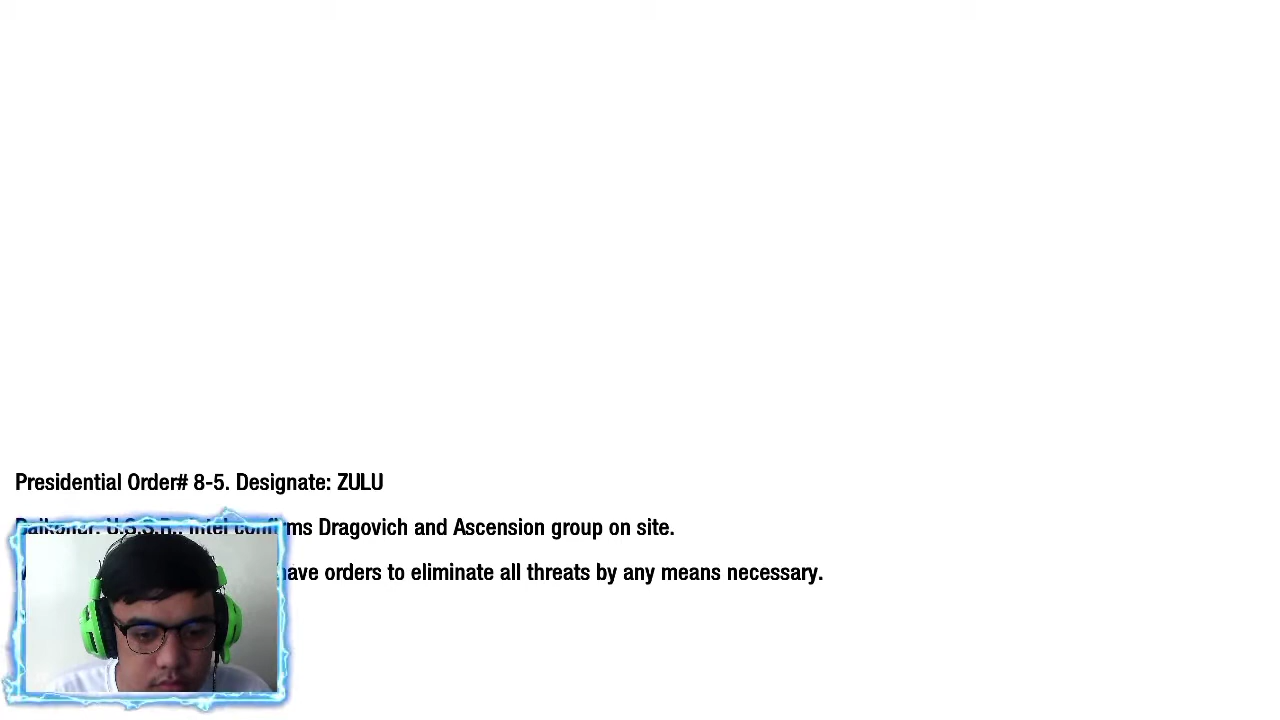 Presidential Order# 8-5. Designate: ZULU
Baikonur. U.S.S.R.. Intel confirms Dragovich and Ascension group on site.
have orders to eliminate all threats by any means necessary.